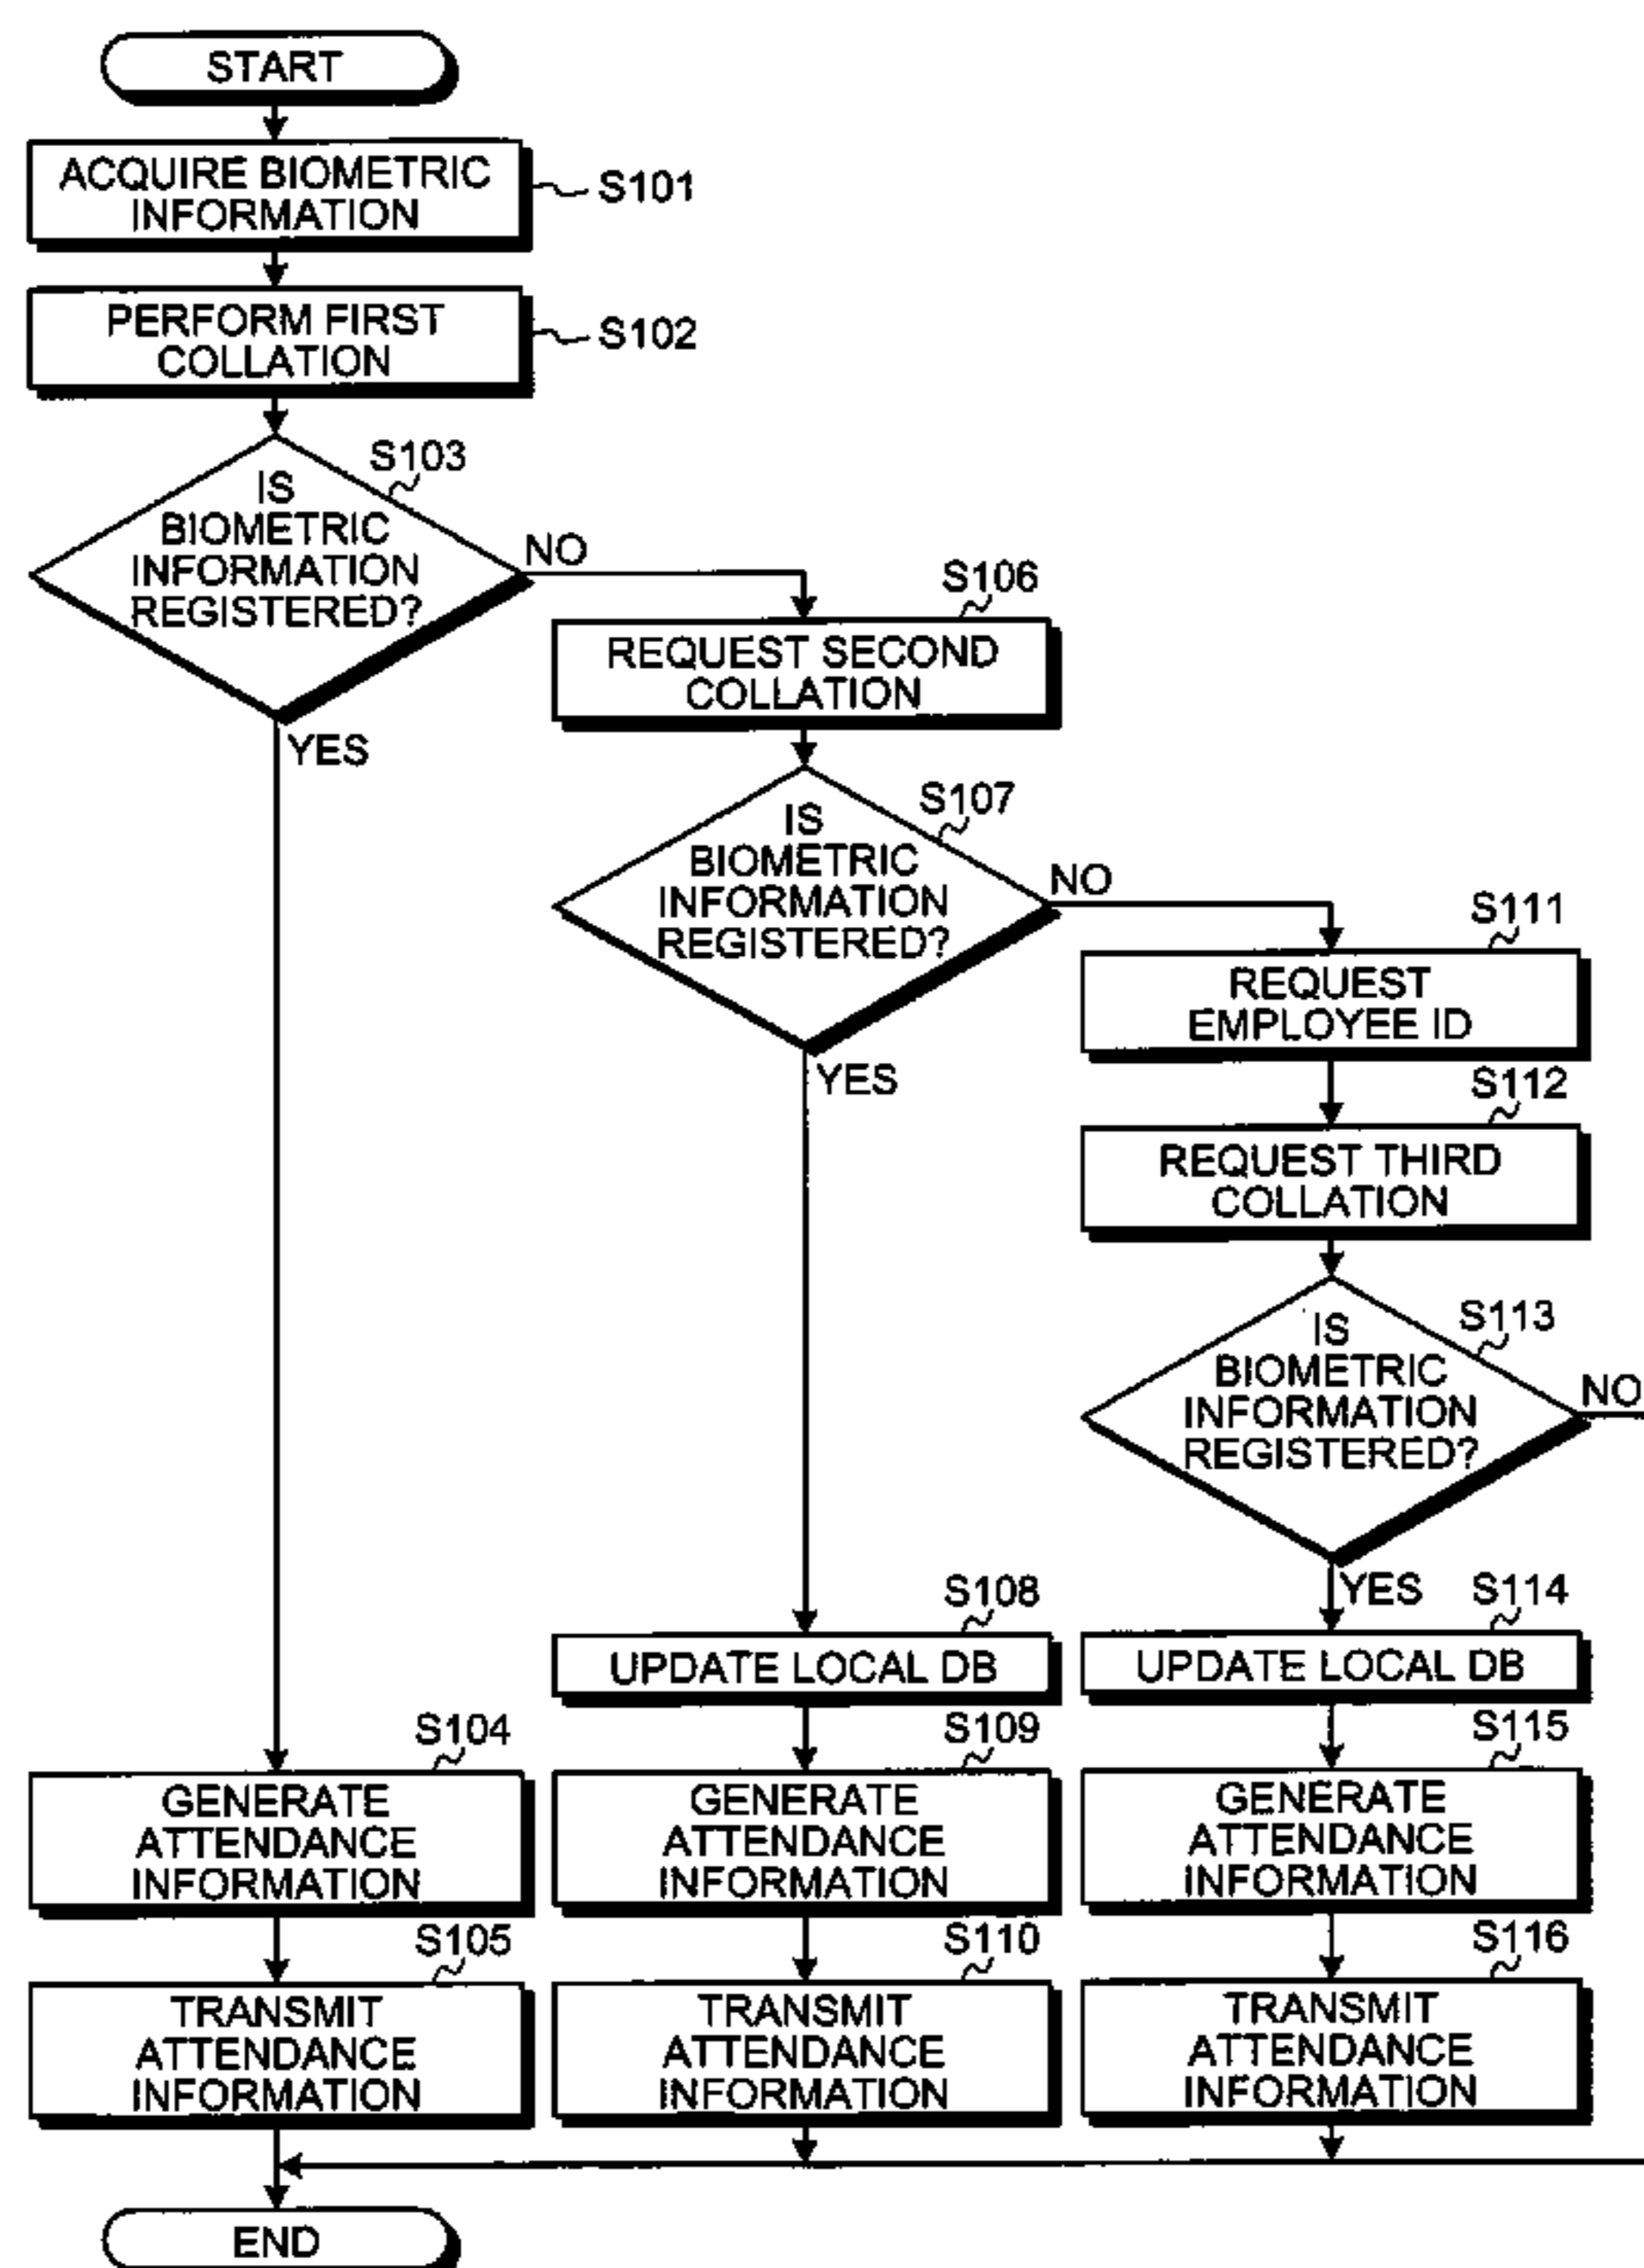 START
ACQUIRE BIOMETRIC
INFORMATION
S101
PERFORM FIRST
COLLATION
S102
S103
IS
BIOMETRIC
INFORMATION
REGISTERED?
NO
YES
S106
REQUEST SECOND
COLLATION
S107
IS
BIOMETRIC
INFORMATION
REGISTERED?
NO
YES
S111
REQUEST
EMPLOYEE ID
S112
REQUEST THIRD
COLLATION
S113
IS
BIOMETRIC
INFORMATION
REGISTERED?
NO
YES
S108
UPDATE LOCAL DB
S114
UPDATE LOCAL DB
S104
GENERATE
ATTENDANCE
INFORMATION
S109
GENERATE
ATTENDANCE
INFORMATION
S115
GENERATE
ATTENDANCE
INFORMATION
S105
TRANSMIT
ATTENDANCE
INFORMATION
S110
TRANSMIT
ATTENDANCE
INFORMATION
S116
TRANSMIT
ATTENDANCE
INFORMATION
END